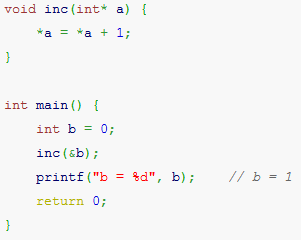 void inc(int* a) {
    *a = *a + 1;
}

int main() {
    int b = 0;
    inc(&b);
    printf("b = %d", b);    // b = 1
    return 0;
}